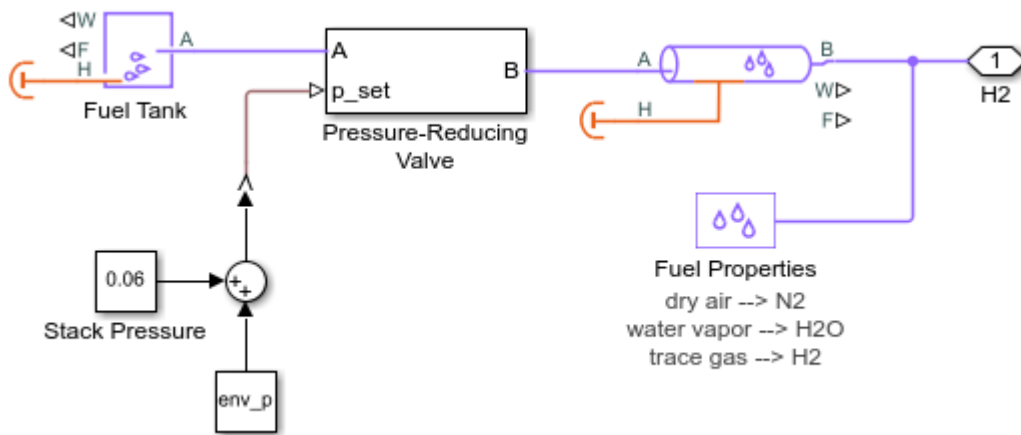 W
F
A
H
Fuel Tank
A
B
p_set
Pressure-Reducing
Valve
A
B
H
W
F
1
H2
0.06
+
+
Stack Pressure
env_p
Fuel Properties
dry air --> N2
water vapor --> H2O
trace gas --> H2